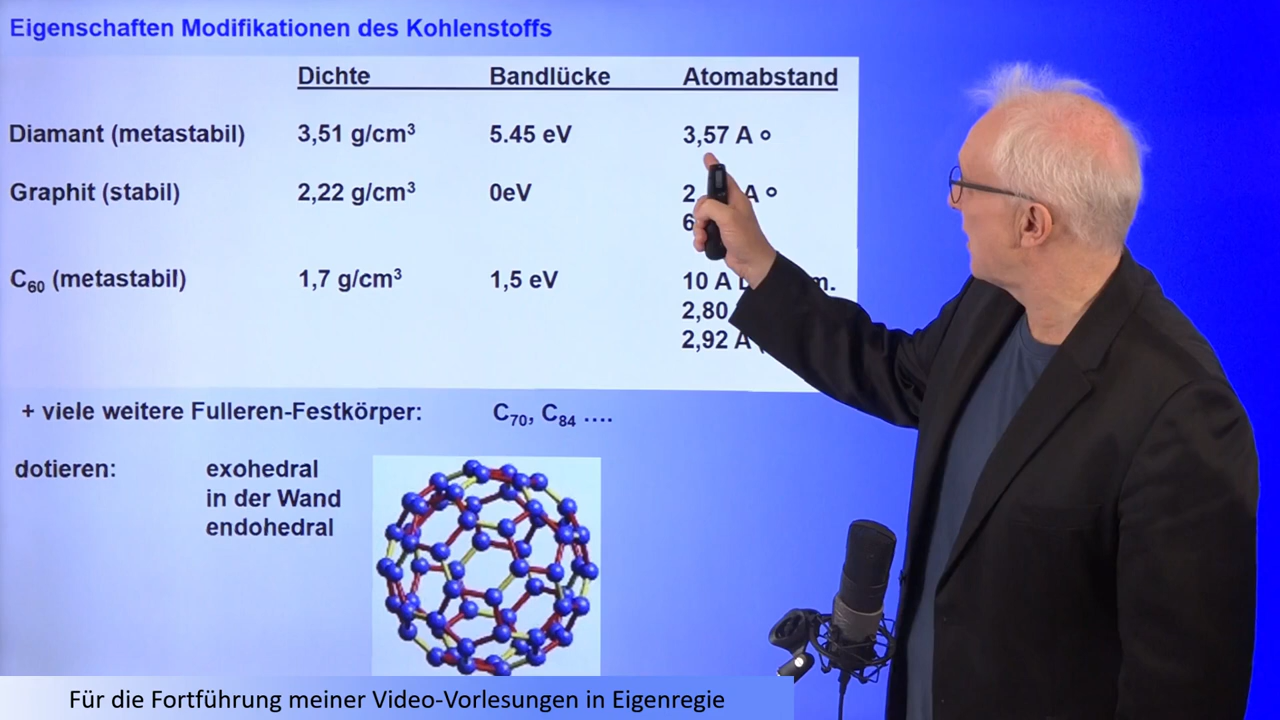 Eigenschaften Modifikationen des Kohlenstoffs
Dichte Bandlücke Atomabstand
Diamant (metastabil) 3,51 g/cm³ 5.45 eV 3,57 A °
Graphit (stabil) 2,22 g/cm³ 0eV 2 A °
6
C₆₀ (metastabil) 1,7 g/cm³ 1,5 eV 10 A
2,80
2,92 A
+ viele weitere Fulleren-Festkörper: C₇₀, C₈₄ ....
dotieren: exohedral
in der Wand
endohedral
Für die Fortführung meiner Video-Vorlesungen in Eigenregie